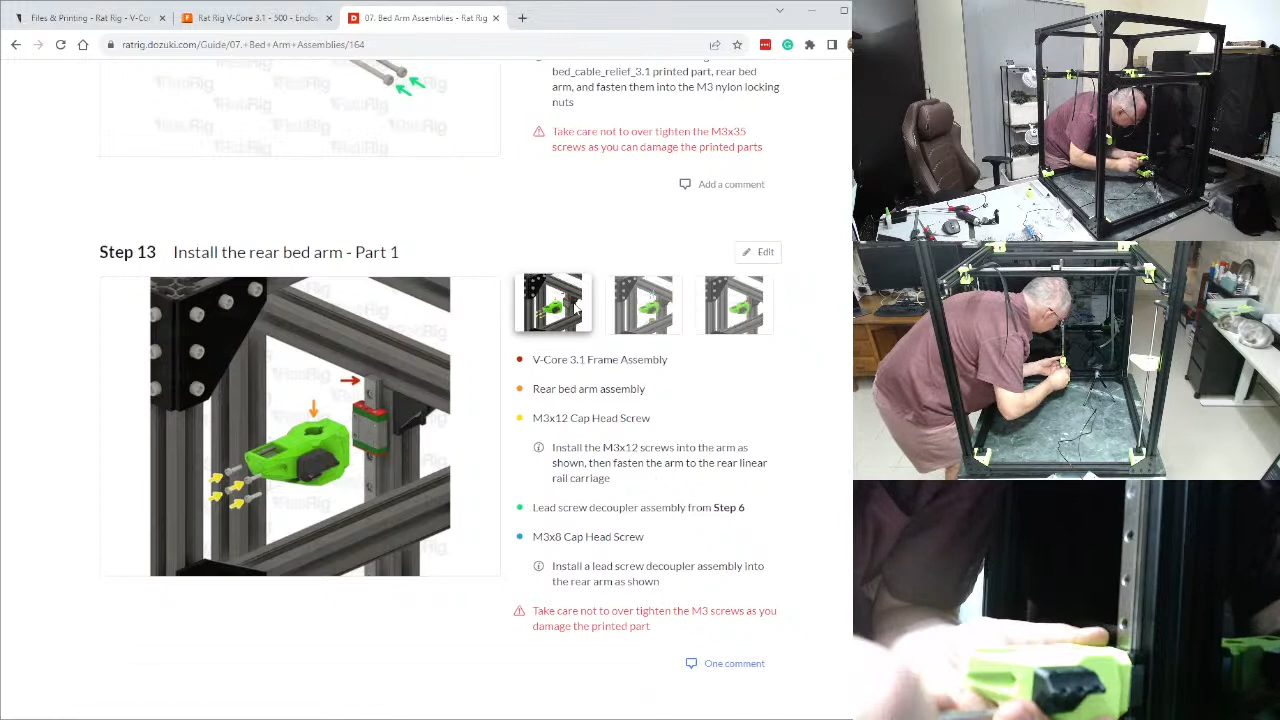 Files & Printing - Rat Rig - V-Co
Rat Rig V-Core 3.1 - 500 - Enclos
07. Bed Arm Assemblies - Rat Rig
ratrig.dozuki.com/Guide/07.+Bed+Arm+Assemblies/164
bed_cable_relief_3.1 printed part, rear bed
arm, and fasten them into the M3 nylon locking
nuts
Take care not to over tighten the M3x35
screws as you can damage the printed parts
Add a comment
Step 13 Install the rear bed arm - Part 1
Edit
V-Core 3.1 Frame Assembly
Rear bed arm assembly
M3x12 Cap Head Screw
Install the M3x12 screws into the arm as
shown, then fasten the arm to the rear linear
rail carriage
Lead screw decoupler assembly from Step 6
M3x8 Cap Head Screw
Install a lead screw decoupler assembly into
the rear arm as shown
Take care not to over tighten the M3 screws as you
damage the printed part
One comment